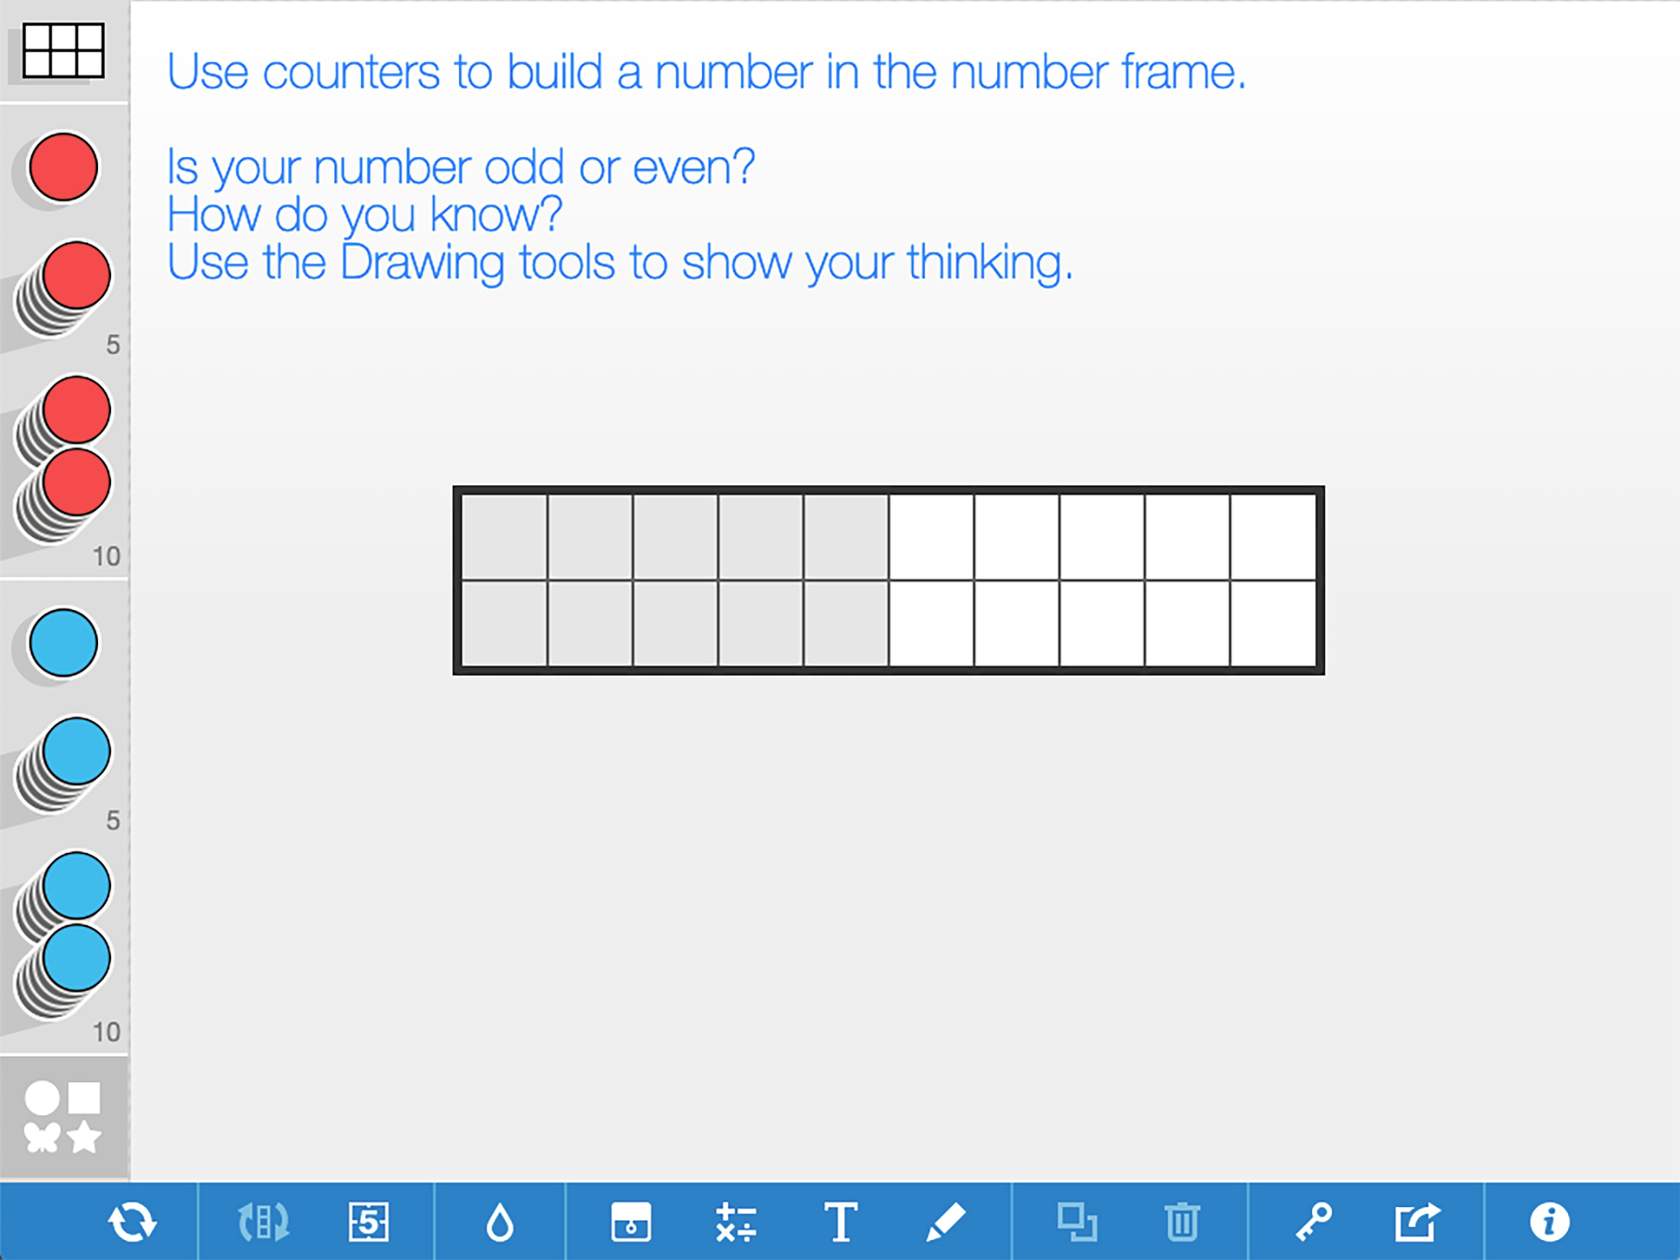 Use counters to build a number in the number frame.
Is your number odd or even?
How do you know?
Use the Drawing tools to show your thinking.
5
10
5
10
5
T
i